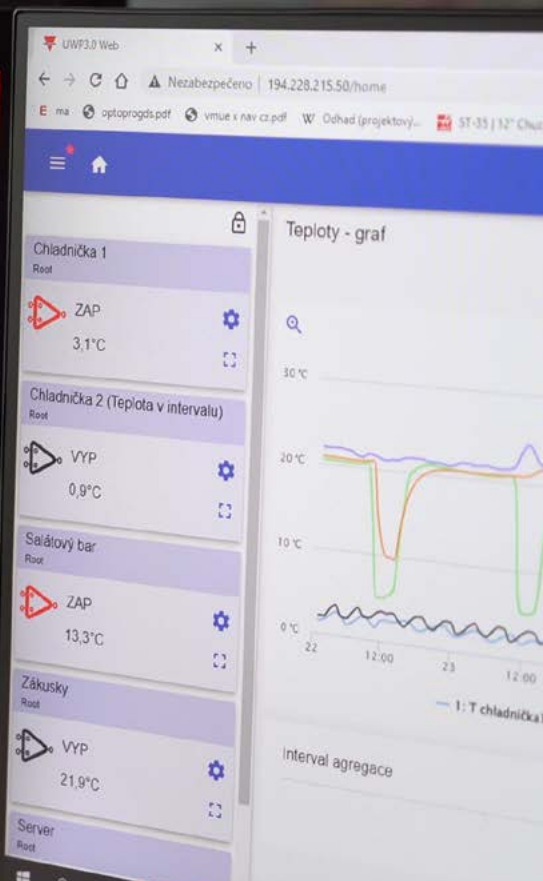 UWP3.0 Web
Nezabezpečeno | 194.228.215.50/home
E ma optoprogds.pdf vmue s nav cz.pdf W Odhad (projektový... ST-35 | 12" Chus
Teploty - graf
Chladnička 1
Root
ZAP
3,1°C
Chladnička 2 (Teplota v intervalu)
Root
VYP
0,9°C
Salátový bar
Root
ZAP
13,3°C
Zákusky
Root
VYP
21,9°C
Server
Root
30 °C
20 °C
10 °C
0 °C
22 12:00 23 12:00
1: T chladnička1
Interval agregace